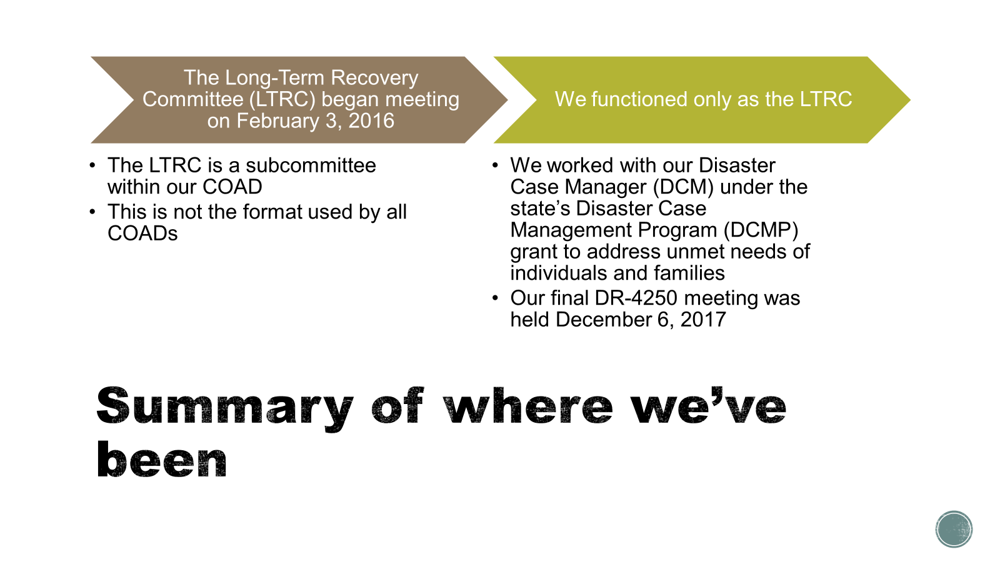 The Long-Term Recovery
Committee (LTRC) began meeting
on February 3, 2016
• The LTRC is a subcommittee
within our COAD
• This is not the format used by all
COADs
We functioned only as the LTRC
• We worked with our Disaster
Case Manager (DCM) under the
state’s Disaster Case
Management Program (DCMP)
grant to address unmet needs of
individuals and families
• Our final DR-4250 meeting was
held December 6, 2017
Summary of where we’ve
been